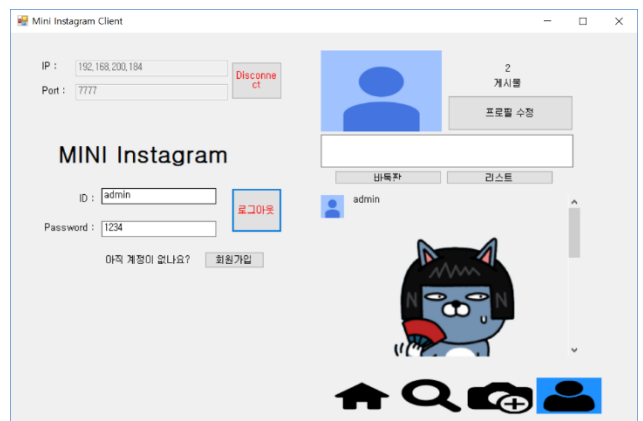 Mini Instagram Client
IP :
192,168,200,184
Port :
7777
Disconne
ct
MINI Instagram
ID :
admin
Password :
1234
로그아웃
아직 계정이 없나요?
회원가입
2
게시물
프로필 수정
바둑판
리스트
admin
N
N